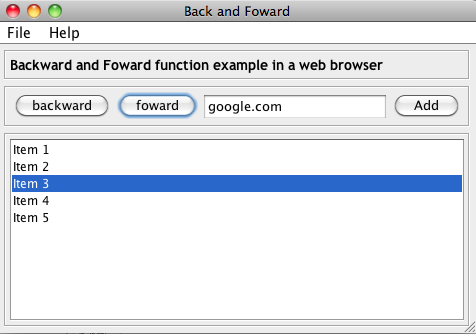 Back and Foward
File Help
Backward and Foward function example in a web browser
backward foward google.com Add
Item 1
Item 2
Item 3
Item 4
Item 5